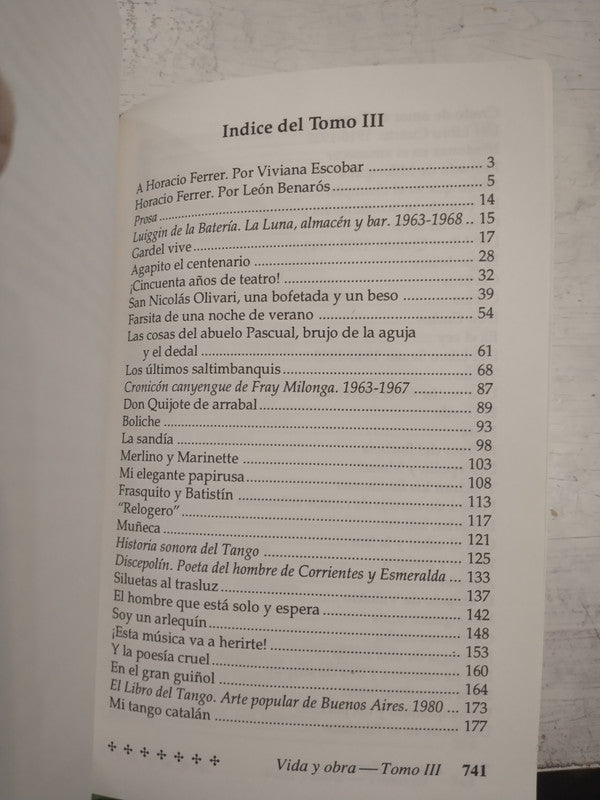 Indice del Tomo III
A Horacio Ferrer. Por Viviana Escobar ........ 3
Horacio Ferrer. Por León Benarós ........ 5
Prosa ........ 14
Luiggin de la Batería. La Luna, almacén y bar. 1963-1968 .. 15
Gardel vive ........ 17
Agapito el centenario ........ 28
¡Cincuenta años de teatro! ........ 32
San Nicolás Olivari, una bofetada y un beso ........ 39
Farsita de una noche de verano ........ 54
Las cosas del abuelo Pascual, brujo de la aguja
y el dedal ........ 61
Los últimos saltimbanquis ........ 68
Cronicón canyengue de Fray Milonga. 1963-1967 ........ 87
Don Quijote de arrabal ........ 89
Boliche ........ 93
La sandía ........ 98
Merlino y Marinette ........ 103
Mi elegante papirusa ........ 108
Frasquito y Batistín ........ 113
"Relogero" ........ 117
Muñeca ........ 121
Historia sonora del Tango ........ 125
Discepolín. Poeta del hombre de Corrientes y Esmeralda ... 133
Siluetas al trasluz ........ 137
El hombre que está solo y espera ........ 142
Soy un arlequín ........ 148
¡Esta música va a herirte! ........ 153
Y la poesía cruel ........ 160
En el gran guiñol ........ 164
El Libro del Tango. Arte popular de Buenos Aires. 1980 ... 173
Mi tango catalán ........ 177
Vida y obra — Tomo III 741